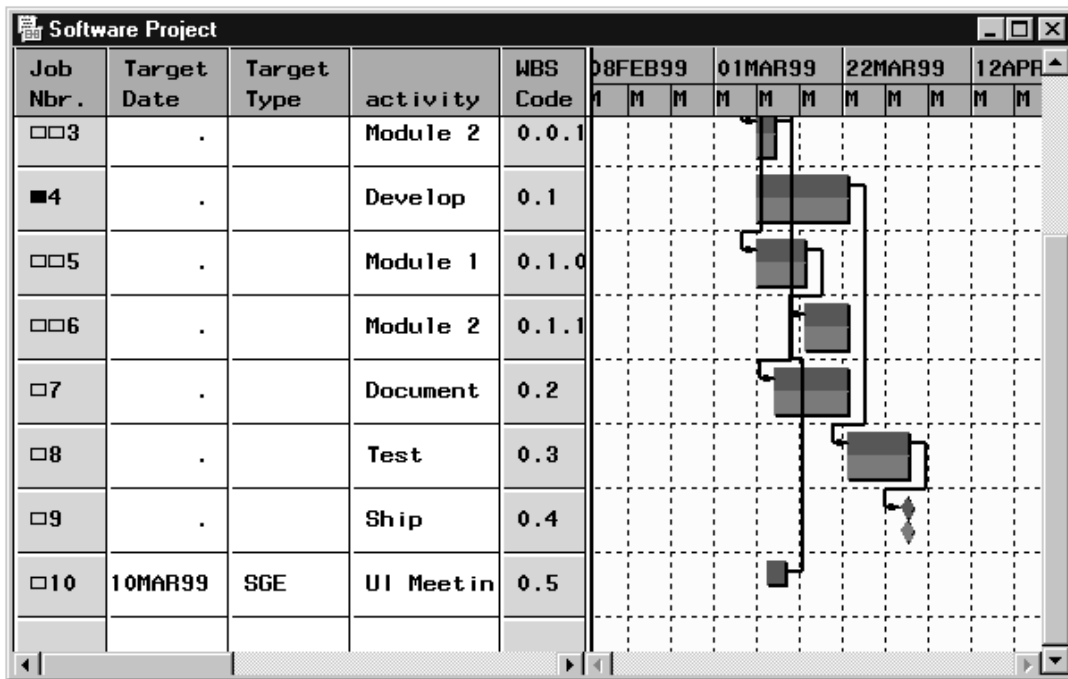 Software Project
Job Nbr. Target Date Target Type activity WBS Code 08FEB99 01MAR99 22MAR99 12APR
M M M M M M M M M M M
3 . Module 2 0.0.1
4 . Develop 0.1
5 . Module 1 0.1.0
6 . Module 2 0.1.1
7 . Document 0.2
8 . Test 0.3
9 . Ship 0.4
10 10MAR99 SGE UI Meetin 0.5